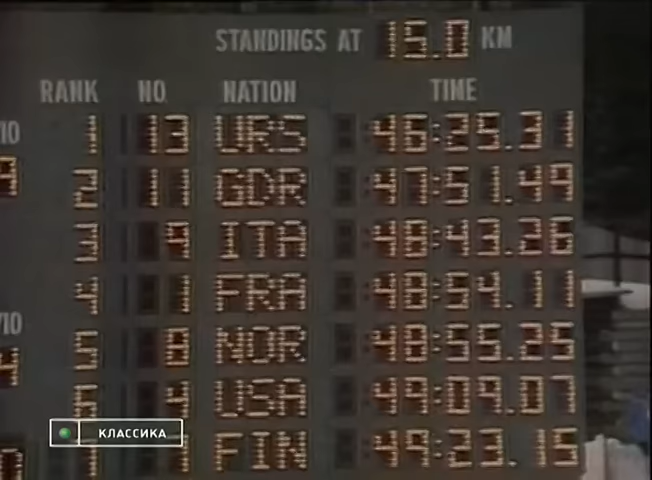 STANDINGS AT 15.0 KM
RANK NO NATION TIME
1 13 URS 46:25.31
2 11 GDR 47:51.49
3 9 ITA 48:43.26
4 1 FRA 48:54.11
5 8 NOR 48:55.25
6 4 USA 49:09.07
7 FIN 49:23.15
КЛАССИКА